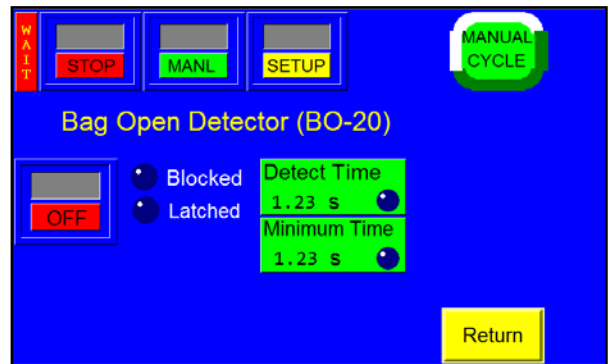 WAIT
STOP
MANL
SETUP
MANUAL
CYCLE
Bag Open Detector (BO-20)
OFF
Blocked
Latched
Detect Time
1.23 s
Minimum Time
1.23 s
Return